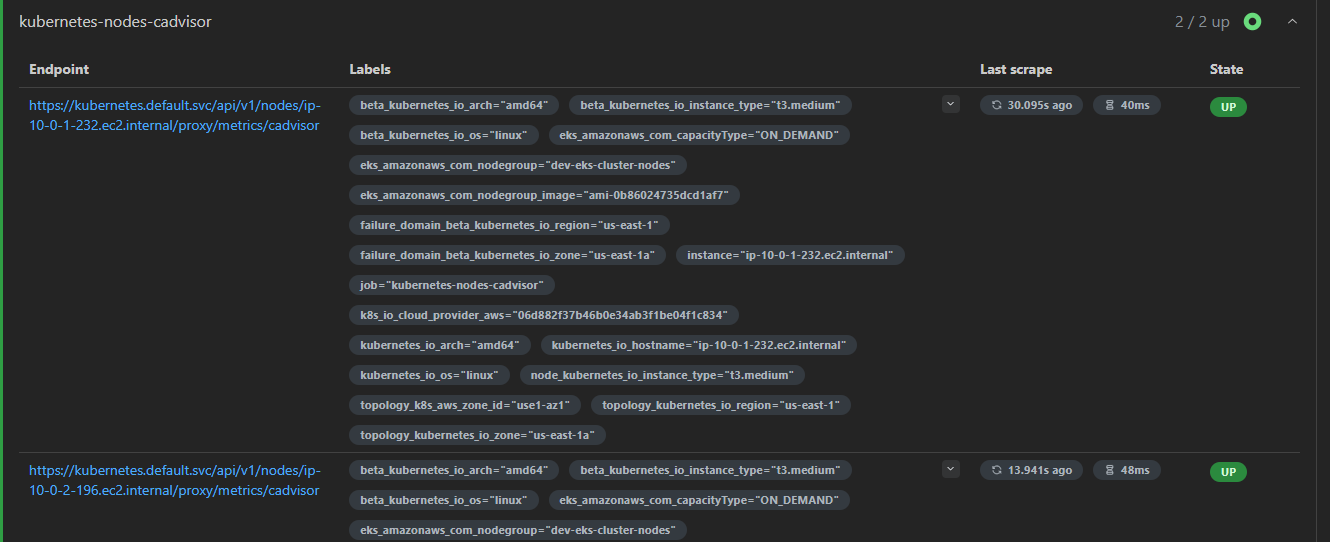 kubernetes-nodes-cadvisor 2 / 2 up
Endpoint Labels Last scrape State
https://kubernetes.default.svc/api/v1/nodes/ip-
10-0-1-232.ec2.internal/proxy/metrics/cadvisor
beta_kubernetes_io_arch="amd64" beta_kubernetes_io_instance_type="t3.medium"
beta_kubernetes_io_os="linux" eks_amazonaws_com_capacityType="ON_DEMAND"
eks_amazonaws_com_nodegroup="dev-eks-cluster-nodes"
eks_amazonaws_com_nodegroup_image="ami-0b86024735dcd1af7"
failure_domain_beta_kubernetes_io_region="us-east-1"
failure_domain_beta_kubernetes_io_zone="us-east-1a" instance="ip-10-0-1-232.ec2.internal"
job="kubernetes-nodes-cadvisor"
k8s_io_cloud_provider_aws="06d882f37b46b0e34ab3f1be04f1c834"
kubernetes_io_arch="amd64" kubernetes_io_hostname="ip-10-0-1-232.ec2.internal"
kubernetes_io_os="linux" node_kubernetes_io_instance_type="t3.medium"
topology_k8s_aws_zone_id="use1-az1" topology_kubernetes_io_region="us-east-1"
topology_kubernetes_io_zone="us-east-1a"
30.095s ago 40ms
UP
https://kubernetes.default.svc/api/v1/nodes/ip-
10-0-2-196.ec2.internal/proxy/metrics/cadvisor
beta_kubernetes_io_arch="amd64" beta_kubernetes_io_instance_type="t3.medium"
beta_kubernetes_io_os="linux" eks_amazonaws_com_capacityType="ON_DEMAND"
eks_amazonaws_com_nodegroup="dev-eks-cluster-nodes"
13.941s ago 48ms
UP